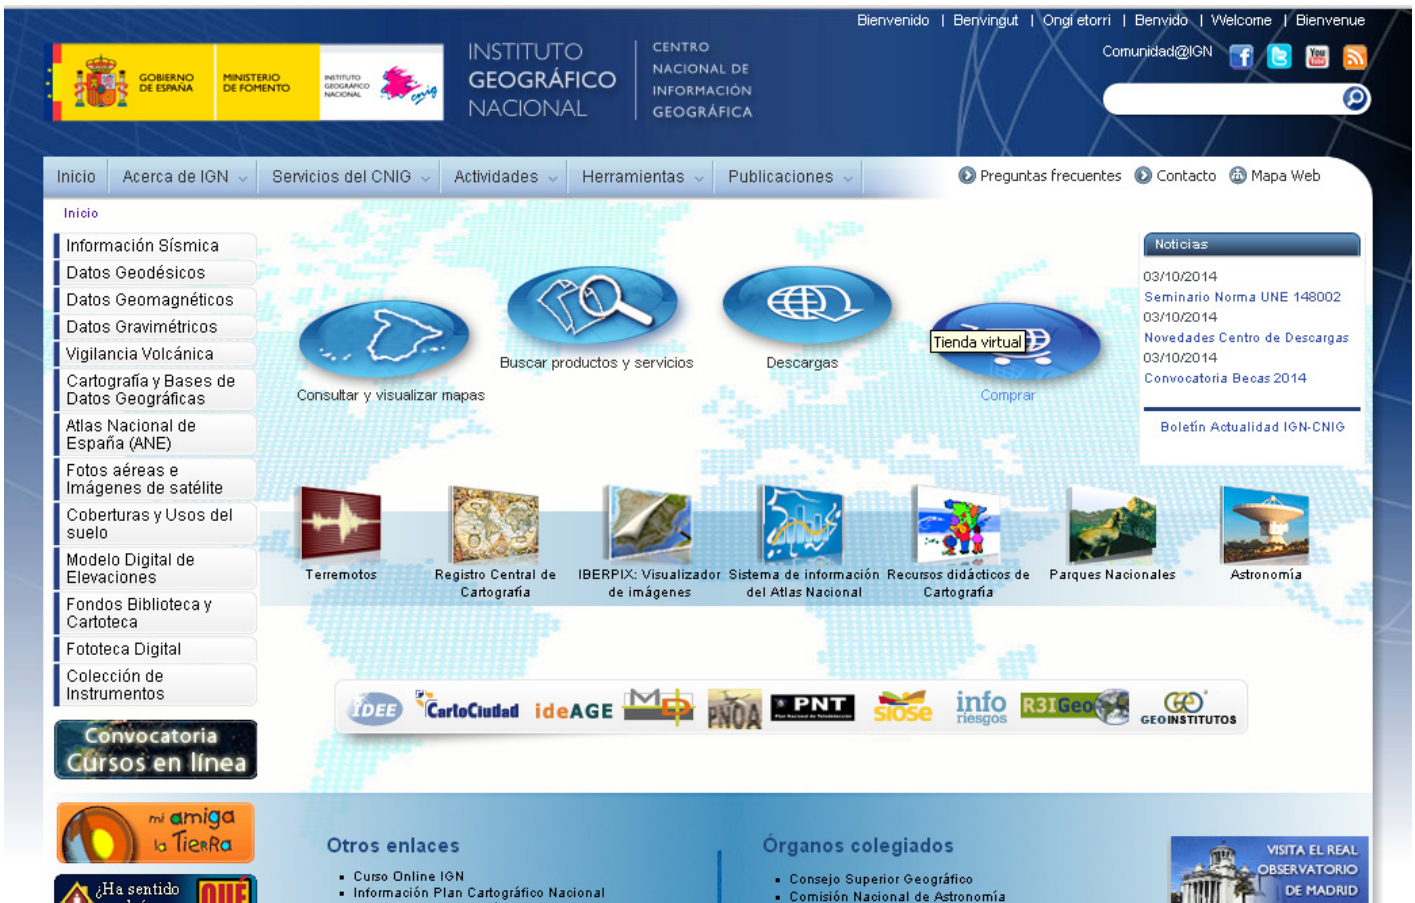 Bienvenido | Benvingut | Ongi etorri | Benvido | Welcome | Bienvenue
GOBIERNO
DE ESPAÑA
MINISTERIO
DE FOMENTO
INSTITUTO
GEOGRÁFICO
NACIONAL
cnig
INSTITUTO
GEOGRÁFICO
NACIONAL
CENTRO
NACIONAL DE
INFORMACIÓN
GEOGRÁFICA
Comunidad@IGN
You
Tube
Inicio
Acerca de IGN
Servicios del CNIG
Actividades
Herramientas
Publicaciones
Preguntas frecuentes
Contacto
Mapa Web
Inicio
Información Sísmica
Datos Geodésicos
Datos Geomagnéticos
Datos Gravimétricos
Vigilancia Volcánica
Cartografía y Bases de
Datos Geográficas
Atlas Nacional de
España (ANE)
Fotos aéreas e
Imágenes de satélite
Coberturas y Usos del
suelo
Modelo Digital de
Elevaciones
Fondos Biblioteca y
Cartoteca
Fototeca Digital
Colección de
Instrumentos
Convocatoria
Cursos en línea
mi amiga
la Tierra
¿Ha sentido
QUÉ
Consultar y visualizar mapas
Buscar productos y servicios
Descargas
Tienda virtual
Comprar
Noticias
03/10/2014
Seminario Norma UNE 148002
03/10/2014
Novedades Centro de Descargas
03/10/2014
Convocatoria Becas 2014
Boletín Actualidad IGN-CNIG
Terremotos
Registro Central de
Cartografía
IBERPIX: Visualizador
de imágenes
Sistema de información
del Atlas Nacional
Recursos didácticos de
Cartografía
Parques Nacionales
Astronomía
IDEE
CartoCiudad
ideAGE
PNOA
PNT
Plan Nacional de Teledetección
SIOSE
info
riesgos
R3IGeo
GEOINSTITUTOS
Otros enlaces
Curso Online IGN
Información Plan Cartográfico Nacional
Órganos colegiados
Consejo Superior Geográfico
Comisión Nacional de Astronomía
VISITA EL REAL
OBSERVATORIO
DE MADRID